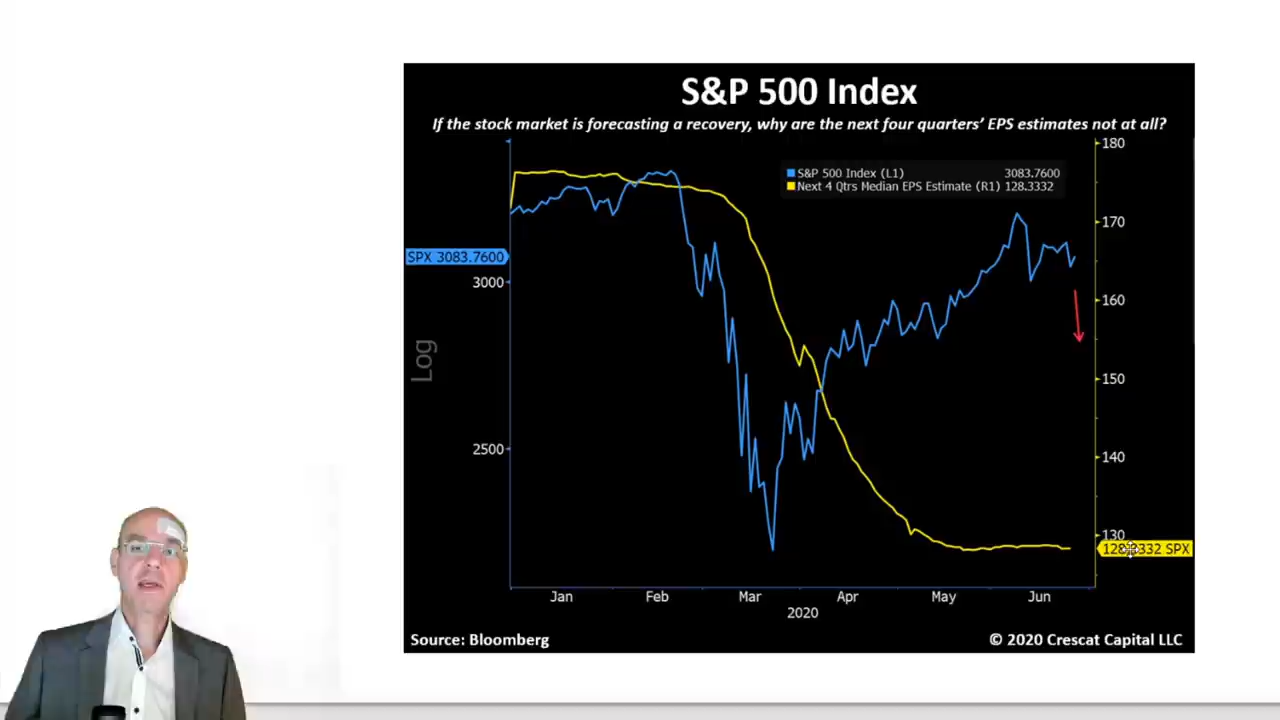 S&P 500 Index
If the stock market is forecasting a recovery, why are the next four quarters' EPS estimates not at all?
180
S&P 500 Index (L1) 3083.7600
Next 4 Qtrs Median EPS Estimate (R1) 128.3332
170
SPX 3083.7600
3000
160
Log
150
2500
140
130
128.3332 SPX
Jan Feb Mar Apr May Jun
2020
Source: Bloomberg
© 2020 Crescat Capital LLC